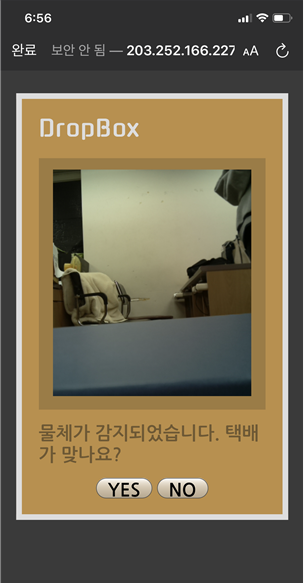 6:56
완료 보안 안 됨 — 203.252.166.227 AA
DropBox
물체가 감지되었습니다. 택배
가 맞나요?
YES NO